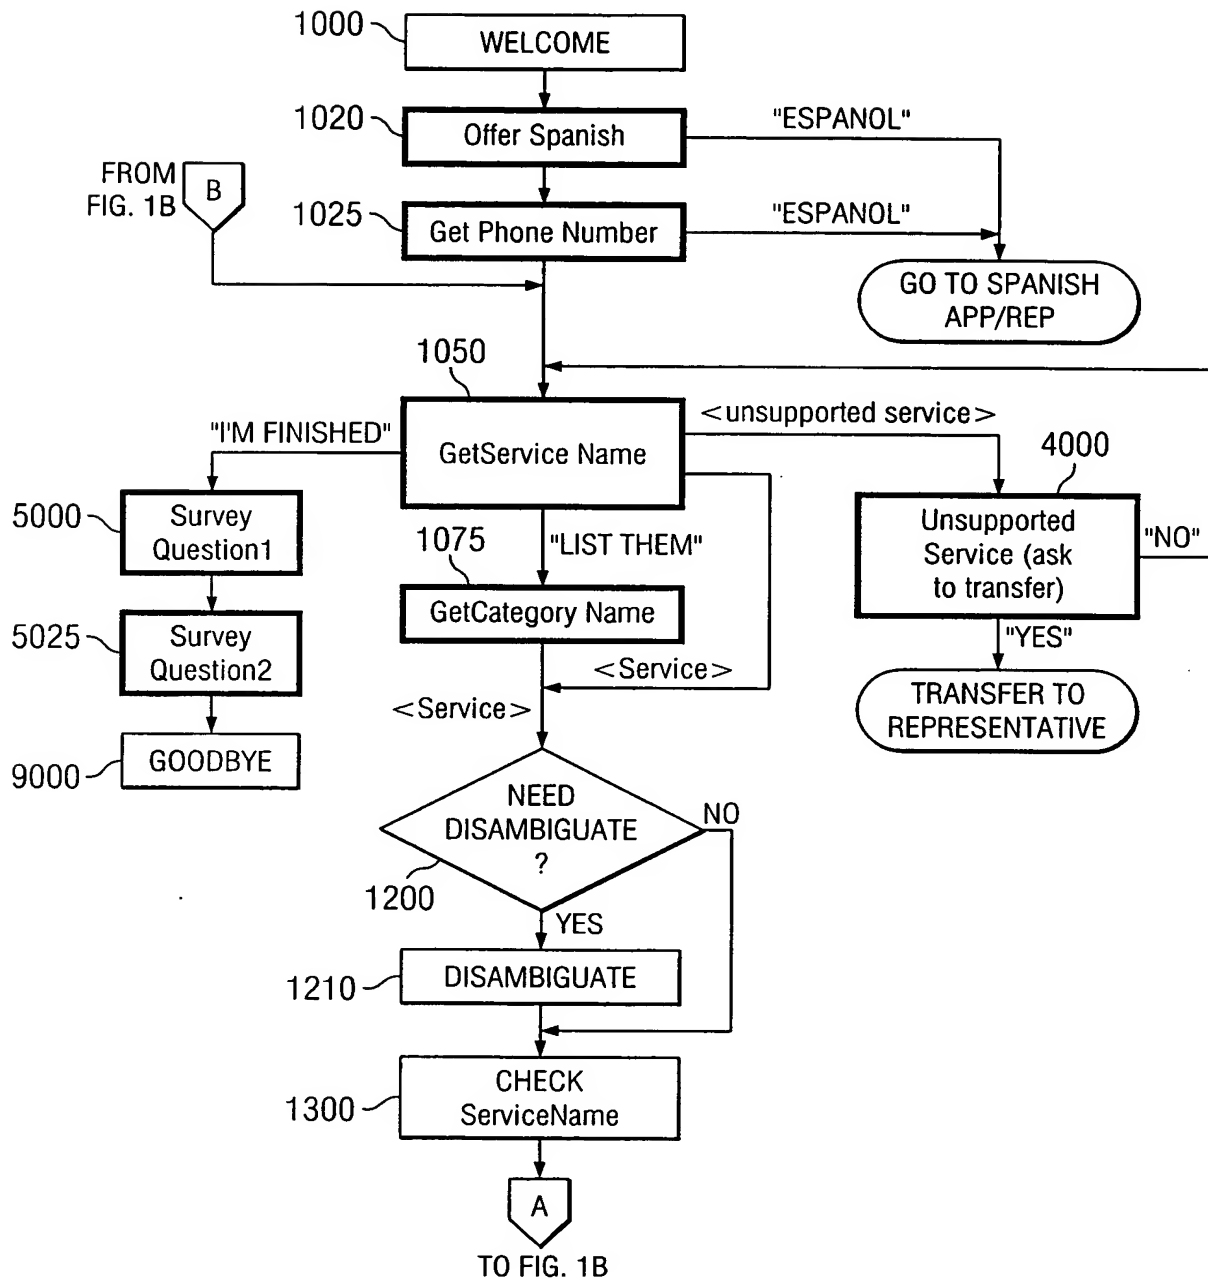 1000
WELCOME
1020
Offer Spanish
"ESPANOL"
FROM
FIG. 1B
B
1025
Get Phone Number
"ESPANOL"
GO TO SPANISH
APP/REP
1050
"I'M FINISHED"
GetService Name
<unsupported service>
4000
5000
Survey
Question1
1075
"LIST THEM"
Unsupported
Service (ask
to transfer)
"NO"
GetCategory Name
5025
Survey
Question2
"YES"
<Service>
<Service>
TRANSFER TO
REPRESENTATIVE
9000
GOODBYE
NEED
DISAMBIGUATE
?
NO
1200
YES
1210
DISAMBIGUATE
1300
CHECK
ServiceName
A
TO FIG. 1B